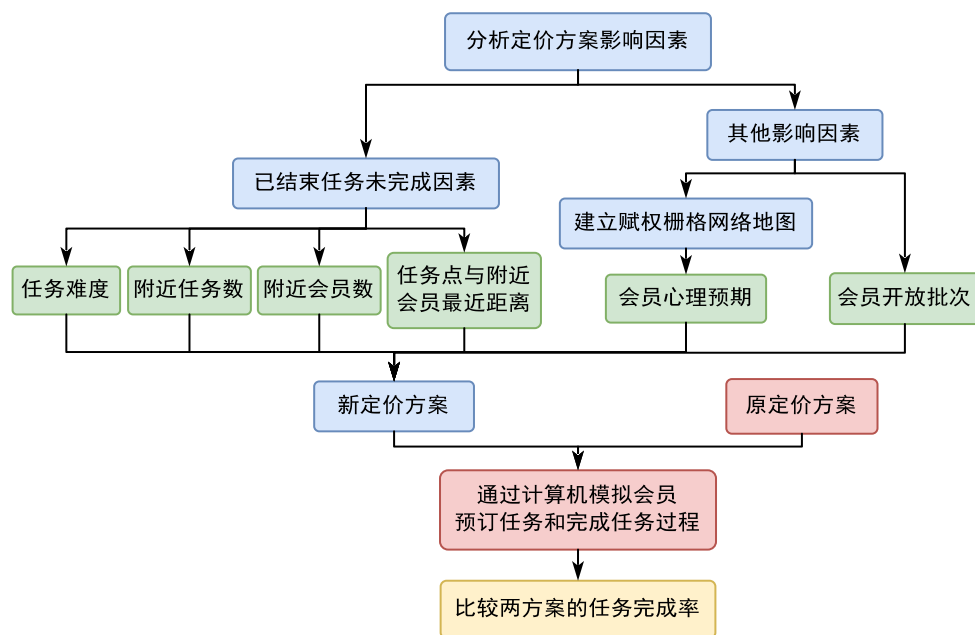 分析定价方案影响因素
其他影响因素
已结束任务未完成因素
建立赋权栅格网络地图
任务难度
附近任务数
附近会员数
任务点与附近
会员最近距离
会员心理预期
会员开放批次
新定价方案
原定价方案
通过计算机模拟会员
预订任务和完成任务过程
比较两方案的任务完成率